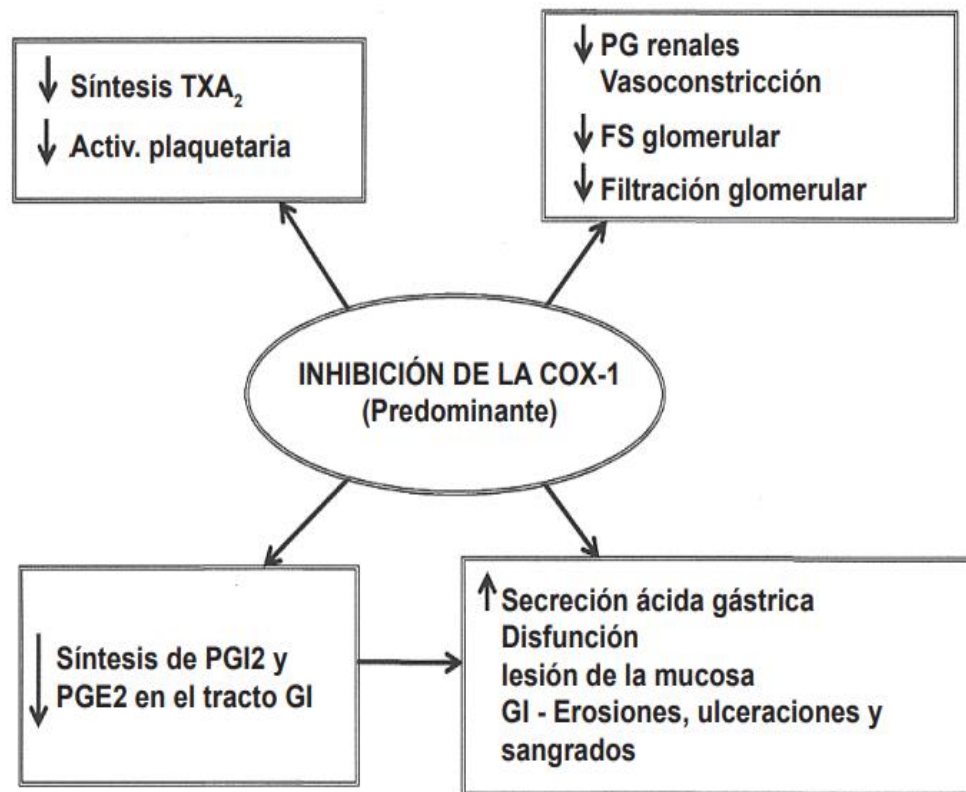 ↓ Síntesis TXA₂
↓ Activ. plaquetaria
↓ PG renales
Vasoconstricción
↓ FS glomerular
↓ Filtración glomerular
INHIBICIÓN DE LA COX-1
(Predominante)
↓ Síntesis de PGI2 y
PGE2 en el tracto GI
↑ Secreción ácida gástrica
Disfunción
lesión de la mucosa
GI - Erosiones, ulceraciones y
sangrados